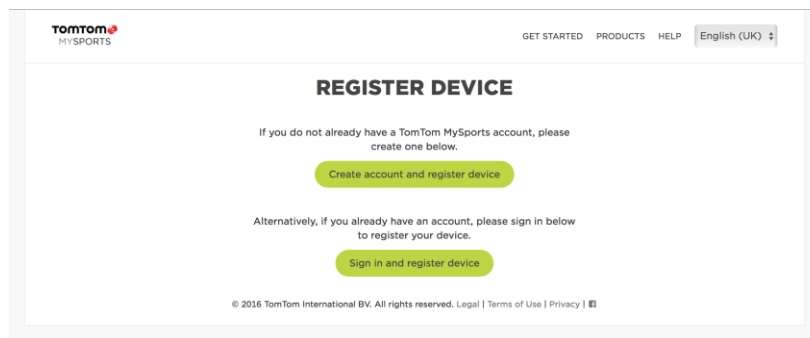 TOMTOM
MYSPORTS
GET STARTED PRODUCTS HELP English (UK)
REGISTER DEVICE
If you do not already have a TomTom MySports account, please
create one below.
Create account and register device
Alternatively, if you already have an account, please sign in below
to register your device.
Sign in and register device
© 2016 TomTom International BV. All rights reserved. Legal | Terms of Use | Privacy |